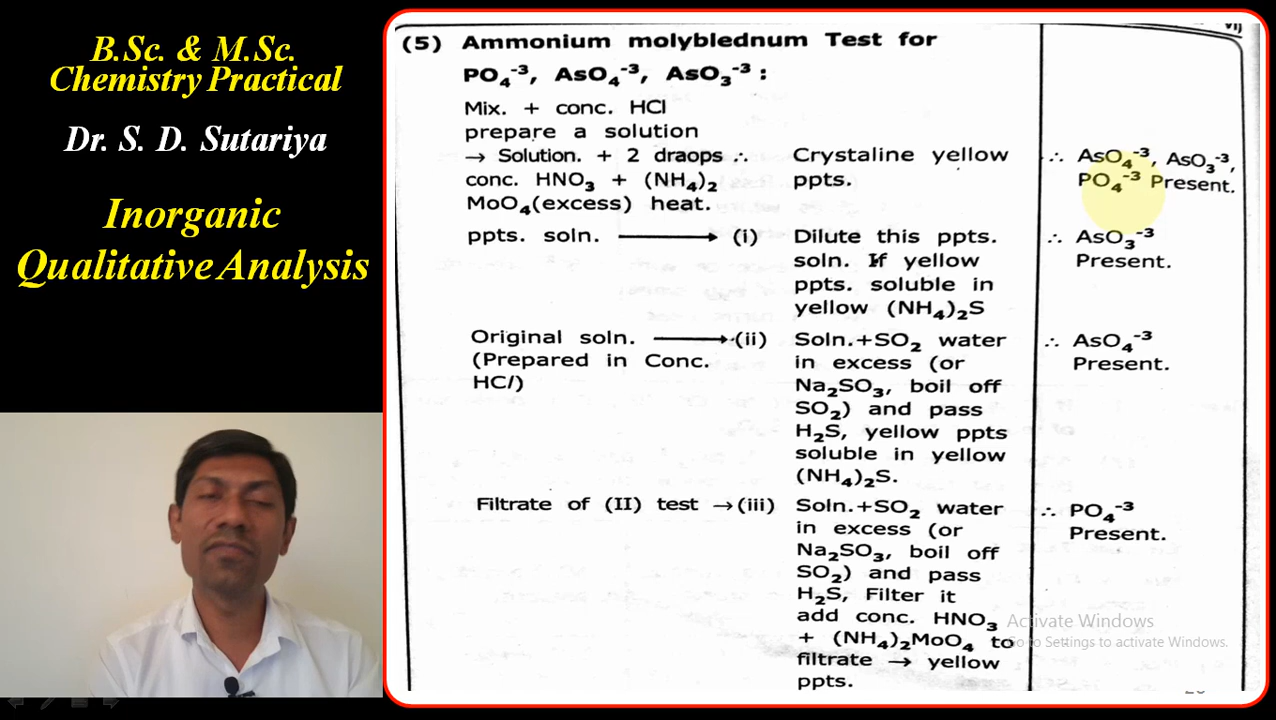 B.Sc. & M.Sc.
Chemistry Practical
Dr. S. D. Sutariya
Inorganic
Qualitative Analysis
(5) Ammonium molyblednum Test for
PO₄⁻³, AsO₄⁻³, AsO₃⁻³ :
Mix. + conc. HCl
prepare a solution
→ Solution. + 2 draops ∴
conc. HNO₃ + (NH₄)₂
MoO₄(excess) heat.
Crystaline yellow
ppts.
∴ AsO₄⁻³, AsO₃⁻³,
PO₄⁻³ Present.
ppts. soln. → (i)
Dilute this ppts.
soln. If yellow
ppts. soluble in
yellow (NH₄)₂S
∴ AsO₃⁻³
Present.
Original soln. → (ii)
(Prepared in Conc.
HCl)
Soln.+SO₂ water
in excess (or
Na₂SO₃, boil off
SO₂) and pass
H₂S, yellow ppts
soluble in yellow
(NH₄)₂S.
∴ AsO₄⁻³
Present.
Filtrate of (II) test → (iii)
Soln.+SO₂ water
in excess (or
Na₂SO₃, boil off
SO₂) and pass
H₂S, Filter it
add conc. HNO₃
+ (NH₄)₂MoO₄ to
filtrate → yellow
ppts.
∴ PO₄⁻³
Present.
Activate Windows
Go to Settings to activate Windows.